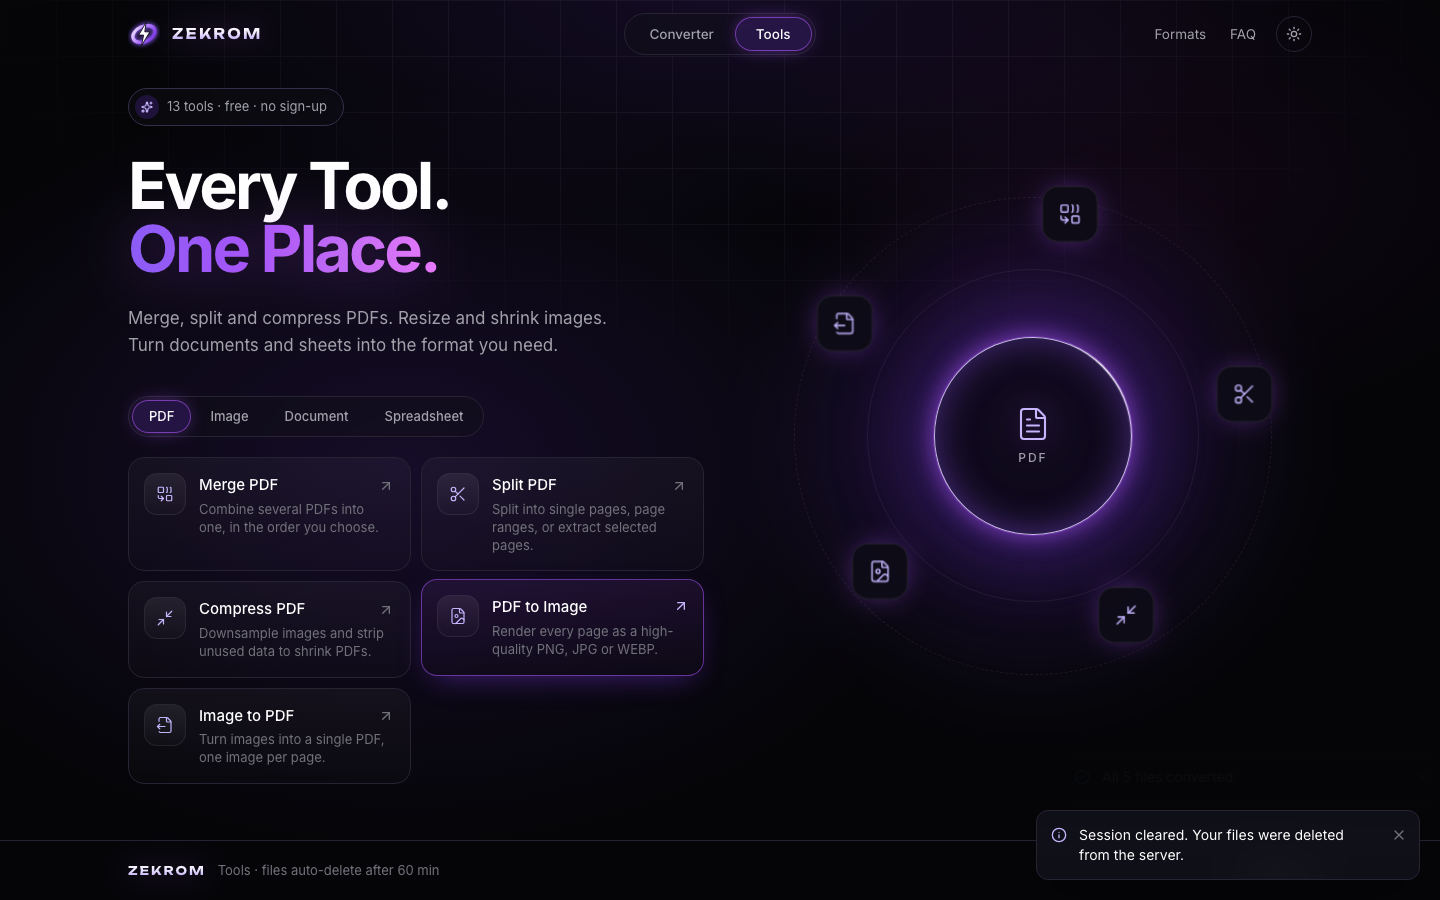 ZEKROM
Converter
Tools
Formats
FAQ
13 tools · free · no sign-up
Every Tool.
One Place.
Merge, split and compress PDFs. Resize and shrink images.
Turn documents and sheets into the format you need.
PDF
Image
Document
Spreadsheet
Merge PDF
Combine several PDFs into
one, in the order you choose.
Split PDF
Split into single pages, page
ranges, or extract selected
pages.
Compress PDF
Downsample images and strip
unused data to shrink PDFs.
PDF to Image
Render every page as a high-
quality PNG, JPG or WEBP.
Image to PDF
Turn images into a single PDF,
one image per page.
PDF
All 5 files converted
Session cleared. Your files were deleted
from the server.
ZEKROM
Tools · files auto-delete after 60 min